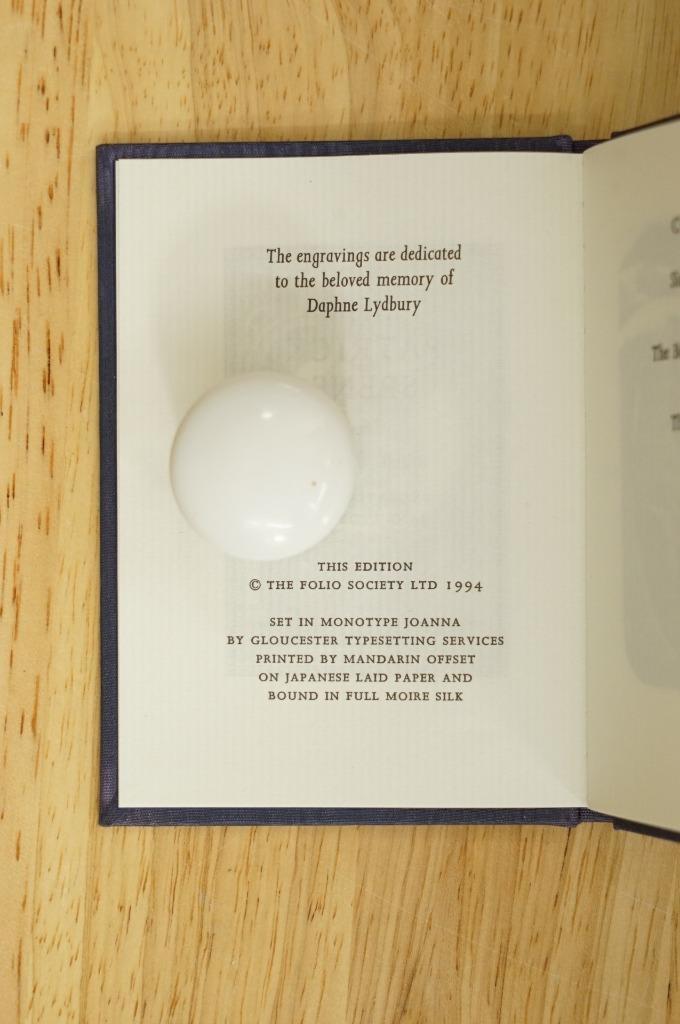 The engravings are dedicated
to the beloved memory of
Daphne Lydbury
THIS EDITION
© THE FOLIO SOCIETY LTD 1994
SET IN MONOTYPE JOANNA
BY GLOUCESTER TYPESETTING SERVICES
PRINTED BY MANDARIN OFFSET
ON JAPANESE LAID PAPER AND
BOUND IN FULL MOIRE SILK
The